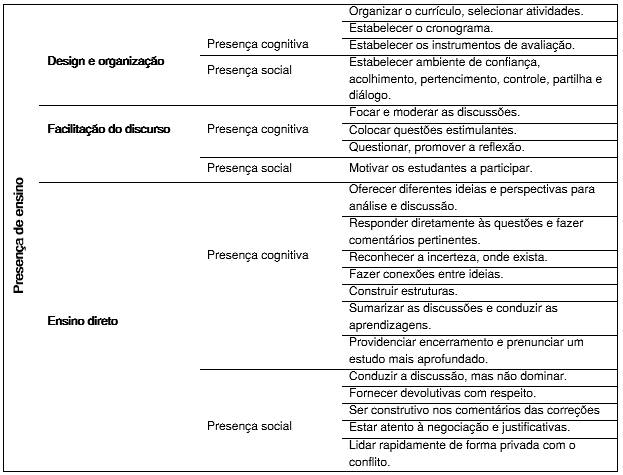 Presença de ensino
Design e organização
Presença cognitiva
Organizar o currículo, selecionar atividades.
Estabelecer o cronograma.
Estabelecer os instrumentos de avaliação.
Presença social
Estabelecer ambiente de confiança,
acolhimento, pertencimento, controle, partilha e
diálogo.
Facilitação do discurso
Presença cognitiva
Focar e moderar as discussões.
Colocar questões estimulantes.
Questionar, promover a reflexão.
Presença social
Motivar os estudantes a participar.
Ensino direto
Presença cognitiva
Oferecer diferentes ideias e perspectivas para
análise e discussão.
Responder diretamente às questões e fazer
comentários pertinentes.
Reconhecer a incerteza, onde exista.
Fazer conexões entre ideias.
Construir estruturas.
Sumarizar as discussões e conduzir as
aprendizagens.
Providenciar encerramento e prenunciar um
estudo mais aprofundado.
Presença social
Conduzir a discussão, mas não dominar.
Fornecer devolutivas com respeito.
Ser construtivo nos comentários das correções
Estar atento à negociação e justificativas.
Lidar rapidamente de forma privada com o
conflito.